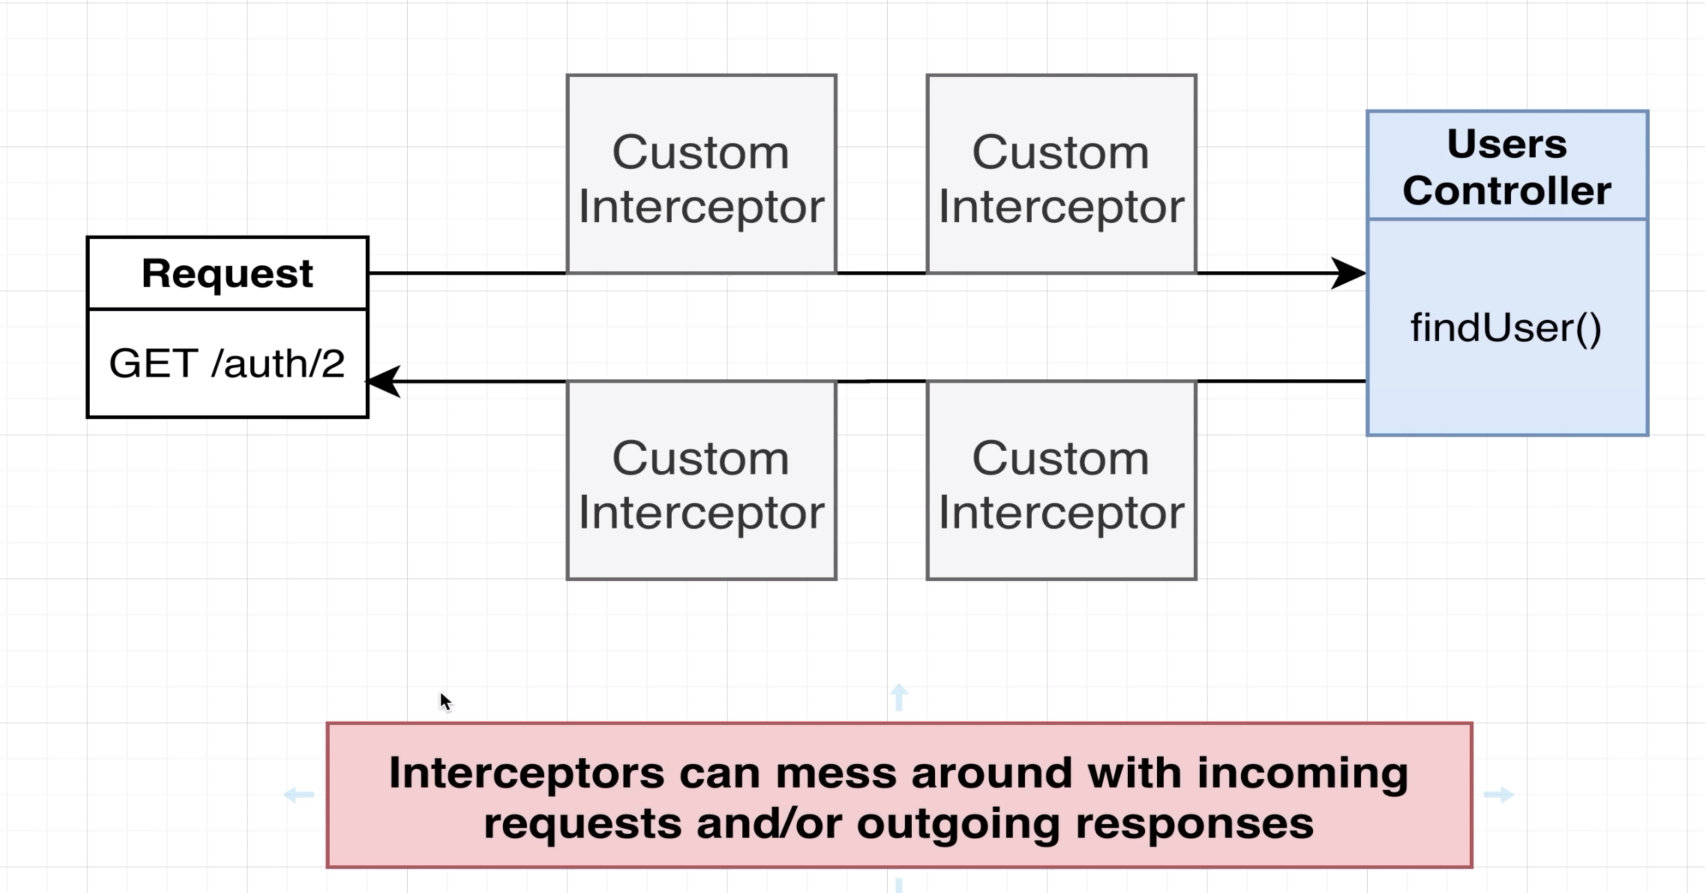 Custom
Interceptor
Custom
Interceptor
Users
Controller
Request
GET /auth/2
findUser()
Custom
Interceptor
Custom
Interceptor
Interceptors can mess around with incoming
requests and/or outgoing responses